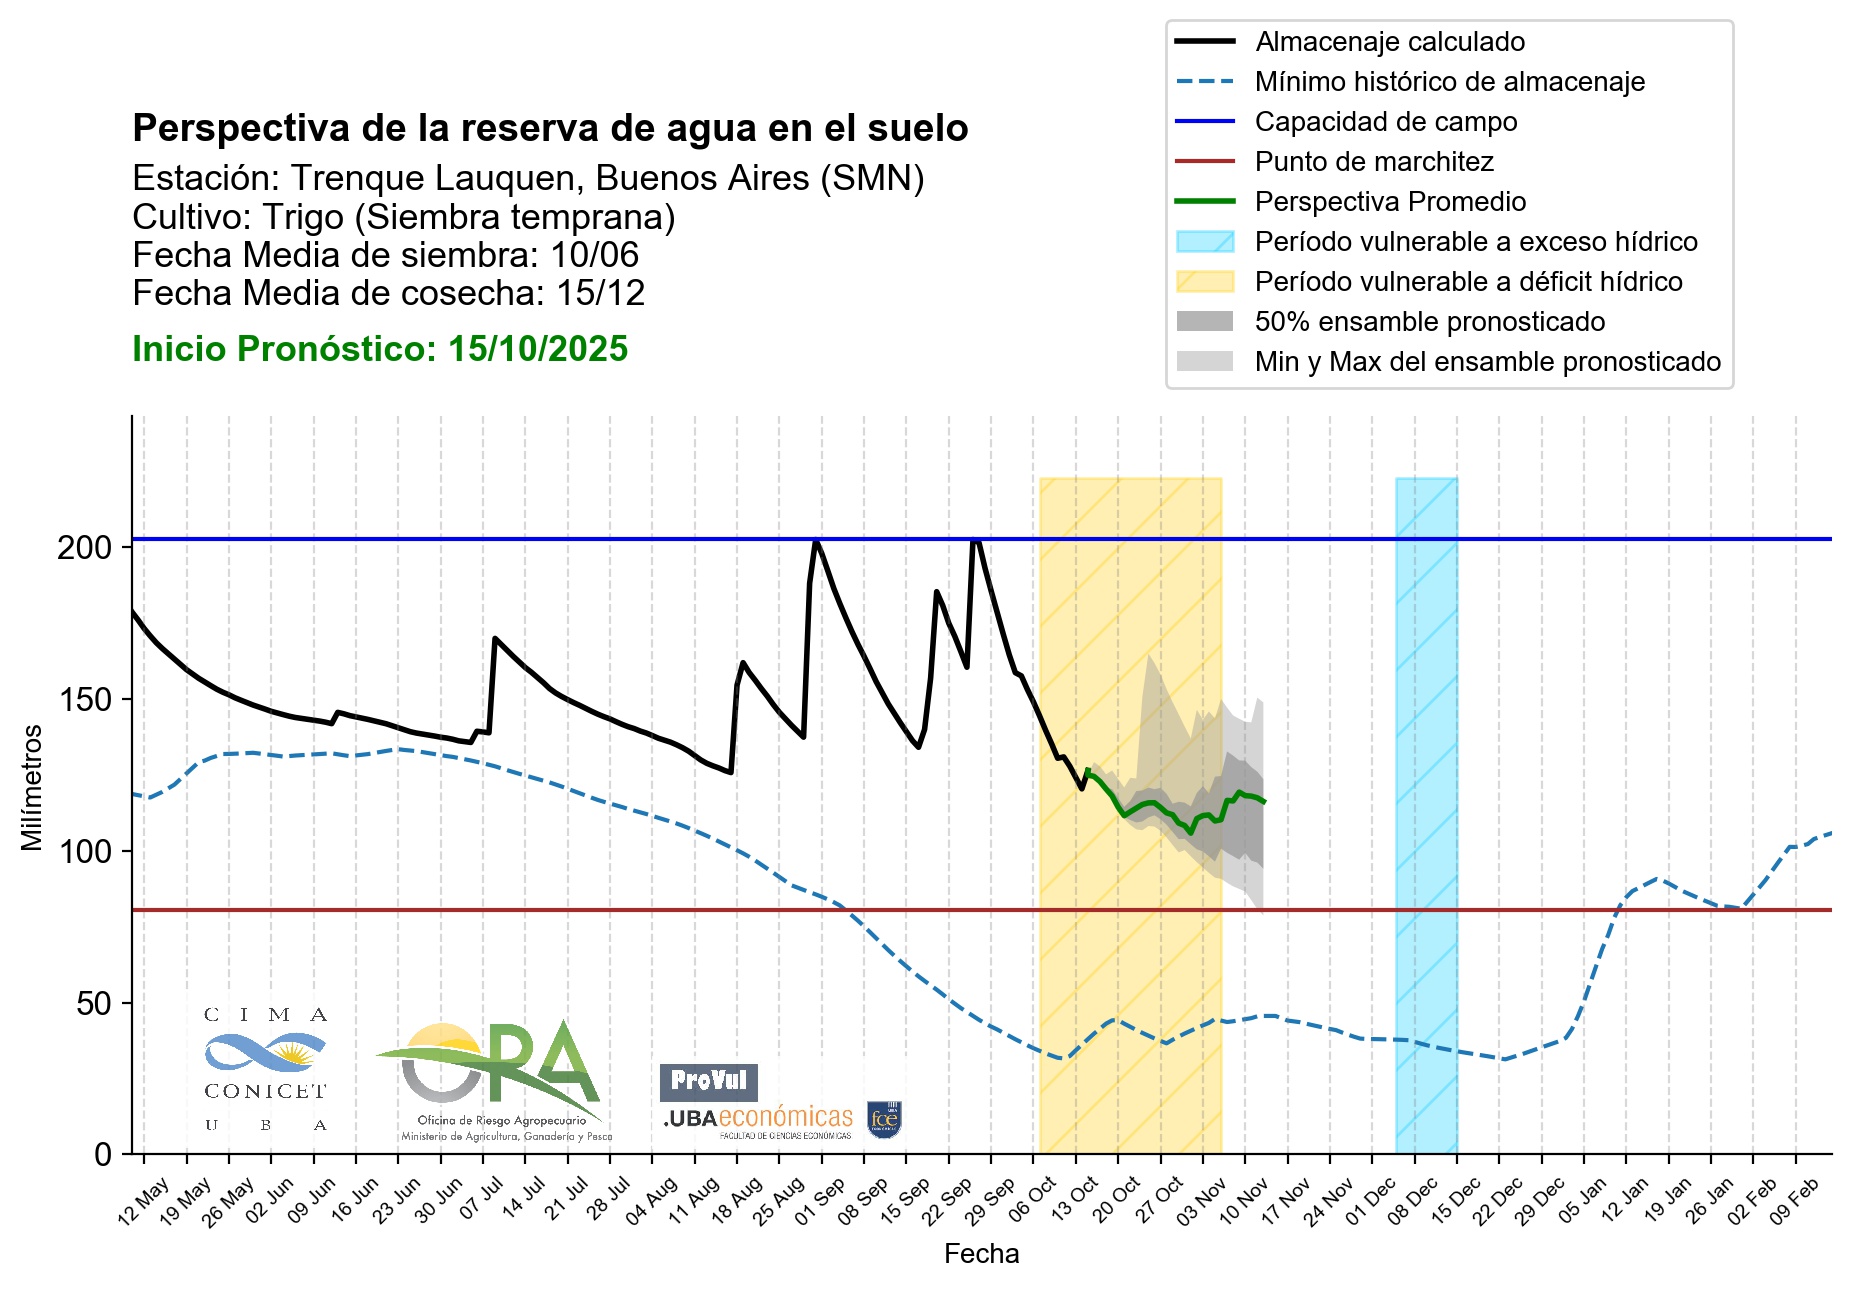 Almacenaje calculado
Mínimo histórico de almacenaje
Capacidad de campo
Punto de marchitez
Perspectiva Promedio
Período vulnerable a exceso hídrico
Período vulnerable a déficit hídrico
50% ensamble pronosticado
Min y Max del ensamble pronosticado
Perspectiva de la reserva de agua en el suelo
Estación: Trenque Lauquen, Buenos Aires (SMN)
Cultivo: Trigo (Siembra temprana)
Fecha Media de siembra: 10/06
Fecha Media de cosecha: 15/12
Inicio Pronóstico: 15/10/2025
200
150
100
50
0
Milímetros
CIMA
CONICET
UBA
ORA
Oficina de Riesgo Agropecuario
Ministerio de Agricultura, Ganadería y Pesca
ProVul
.UBAeconómicas
FACULTAD DE CIENCIAS ECONÓMICAS
UBA
fce
ECONÓMICAS
12 May
19 May
26 May
02 Jun
09 Jun
16 Jun
23 Jun
30 Jun
07 Jul
14 Jul
21 Jul
28 Jul
04 Aug
11 Aug
18 Aug
25 Aug
01 Sep
08 Sep
15 Sep
22 Sep
29 Sep
06 Oct
13 Oct
20 Oct
27 Oct
03 Nov
10 Nov
17 Nov
24 Nov
01 Dec
08 Dec
15 Dec
22 Dec
29 Dec
05 Jan
12 Jan
19 Jan
26 Jan
02 Feb
09 Feb
Fecha